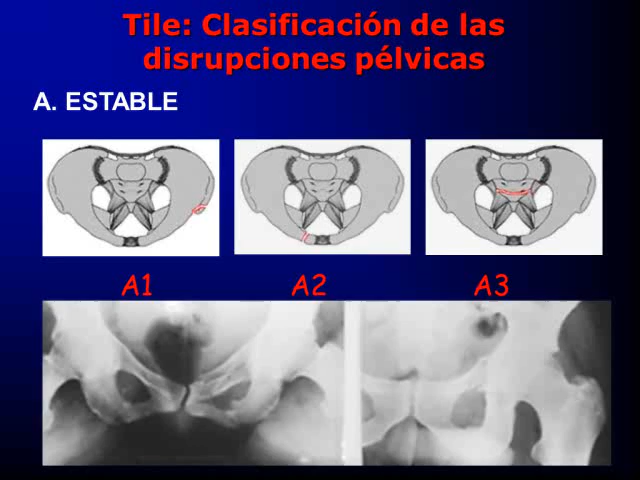 Tile: Clasificación de las
disrupciones pélvicas
A. ESTABLE
A1
A2
A3